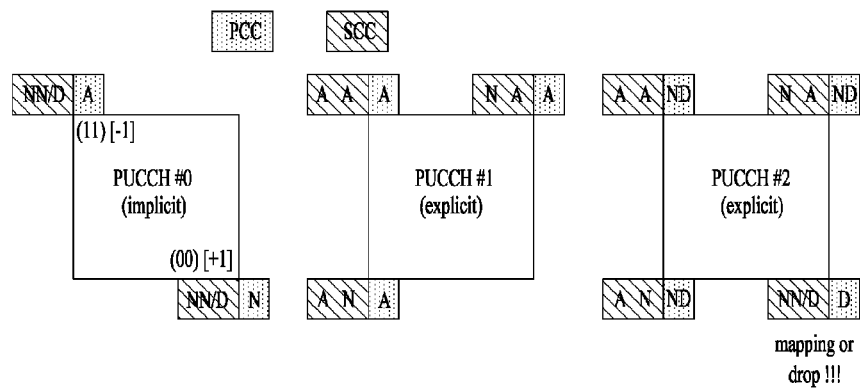 PCC SCC
NN/D A A A A N A A A A ND N A ND
(11) [-1]
PUCCH #0 PUCCH #1 PUCCH #2
(implicit) (explicit) (explicit)
(00) [+1]
NN/D N A N A A N ND NN/D D
mapping or
drop !!!